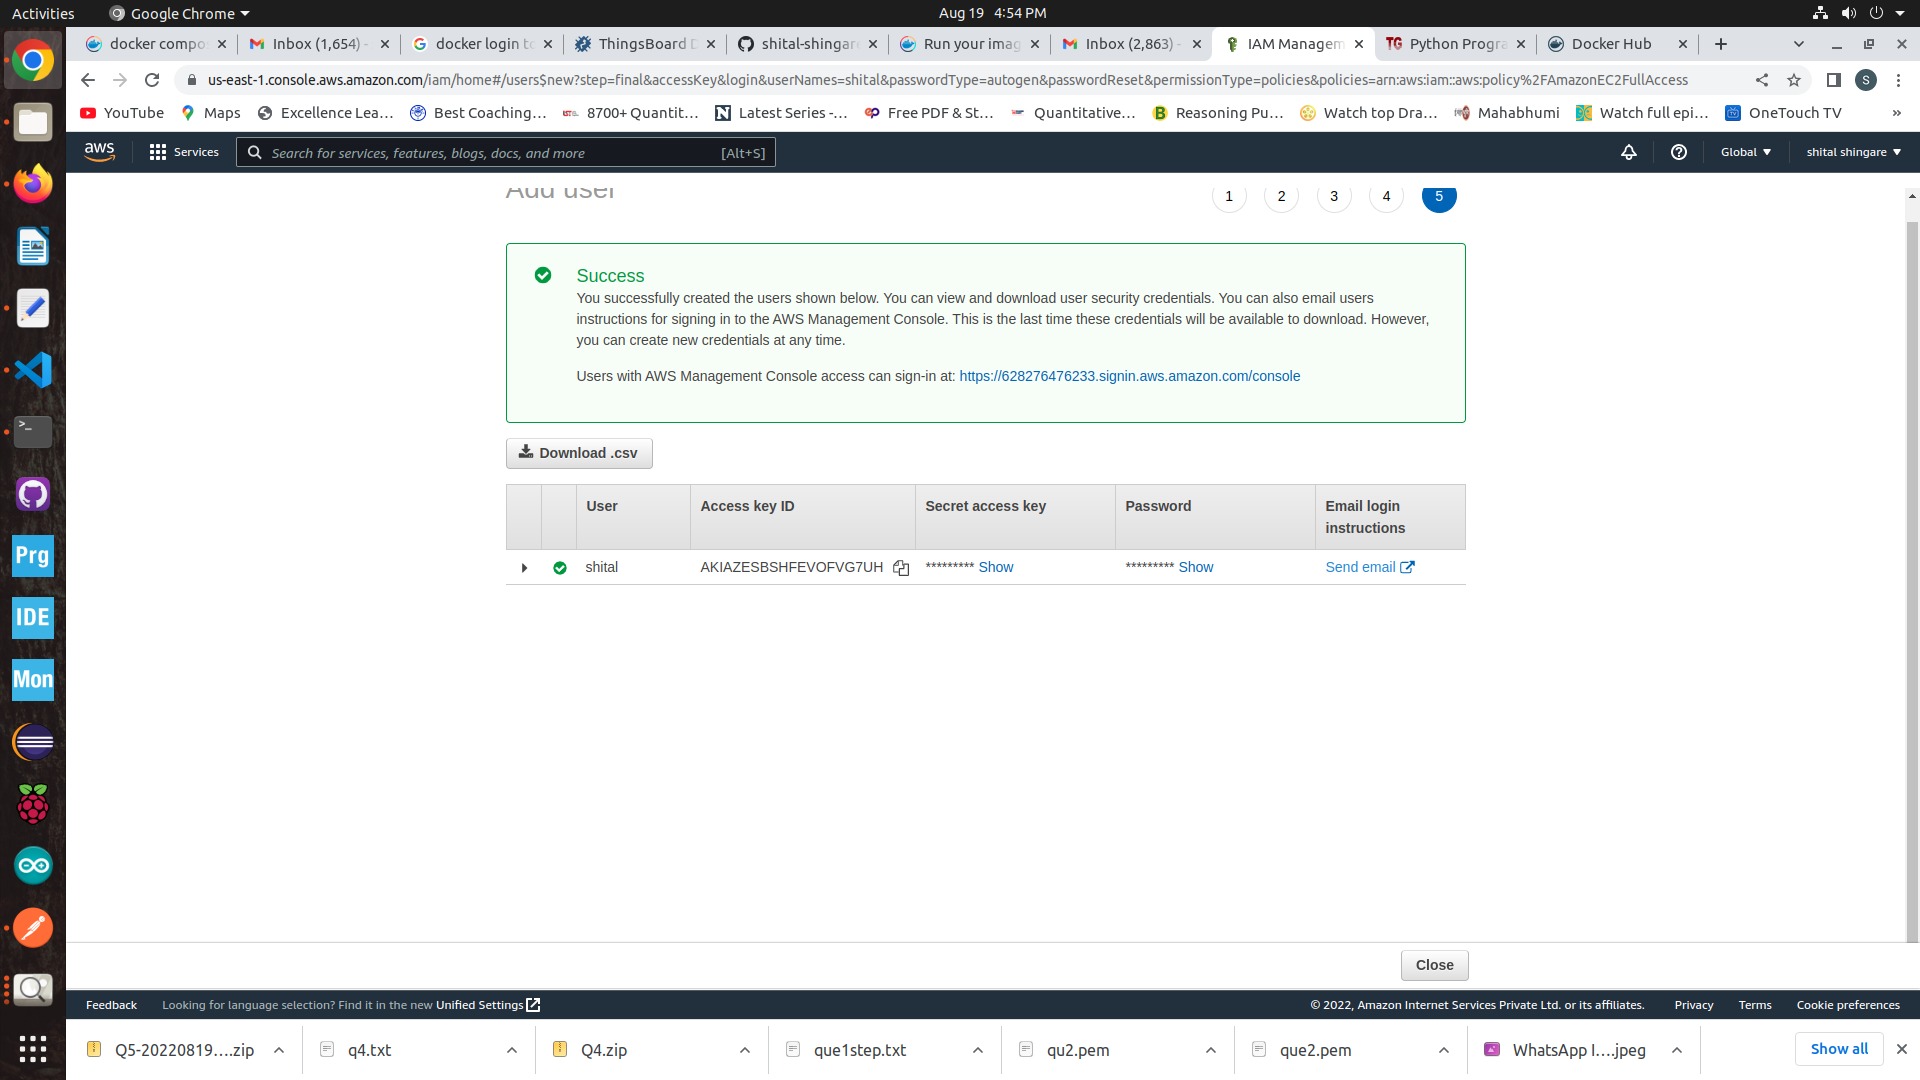 Activities
Google Chrome
Aug 19 4:54 PM
docker compo
Inbox (1,654) -
docker login to
ThingsBoard D
shital-shingare
Run your imag
Inbox (2,863) -
IAM Managem
Python Progra
Docker Hub
us-east-1.console.aws.amazon.com/iam/home#/users$new?step=final&accessKey&login&userNames=shital&passwordType=autogen&passwordReset&permissionType=policies&policies=arn:aws:iam::aws:policy%2FAmazonEC2FullAccess
S
YouTube
Maps
Excellence Lea...
Best Coaching...
8700+ Quantit...
Latest Series -...
Free PDF & St...
Quantitative...
Reasoning Pu...
Watch top Dra...
Mahabhumi
Watch full epi...
OneTouch TV
»
aws
Services
Search for services, features, blogs, docs, and more
[Alt+S]
Global
shital shingare
Add user
1
2
3
4
5
Success
You successfully created the users shown below. You can view and download user security credentials. You can also email users
instructions for signing in to the AWS Management Console. This is the last time these credentials will be available to download. However,
you can create new credentials at any time.
Users with AWS Management Console access can sign-in at: https://628276476233.signin.aws.amazon.com/console
Download .csv
User
Access key ID
Secret access key
Password
Email login
instructions
shital
AKIAZESBSHFEVOFVG7UH
********* Show
********* Show
Send email
Prg
IDE
Mon
Close
Feedback
Looking for language selection? Find it in the new Unified Settings
© 2022, Amazon Internet Services Private Ltd. or its affiliates.
Privacy
Terms
Cookie preferences
Q5-20220819....zip
q4.txt
Q4.zip
que1step.txt
qu2.pem
que2.pem
WhatsApp I....jpeg
Show all